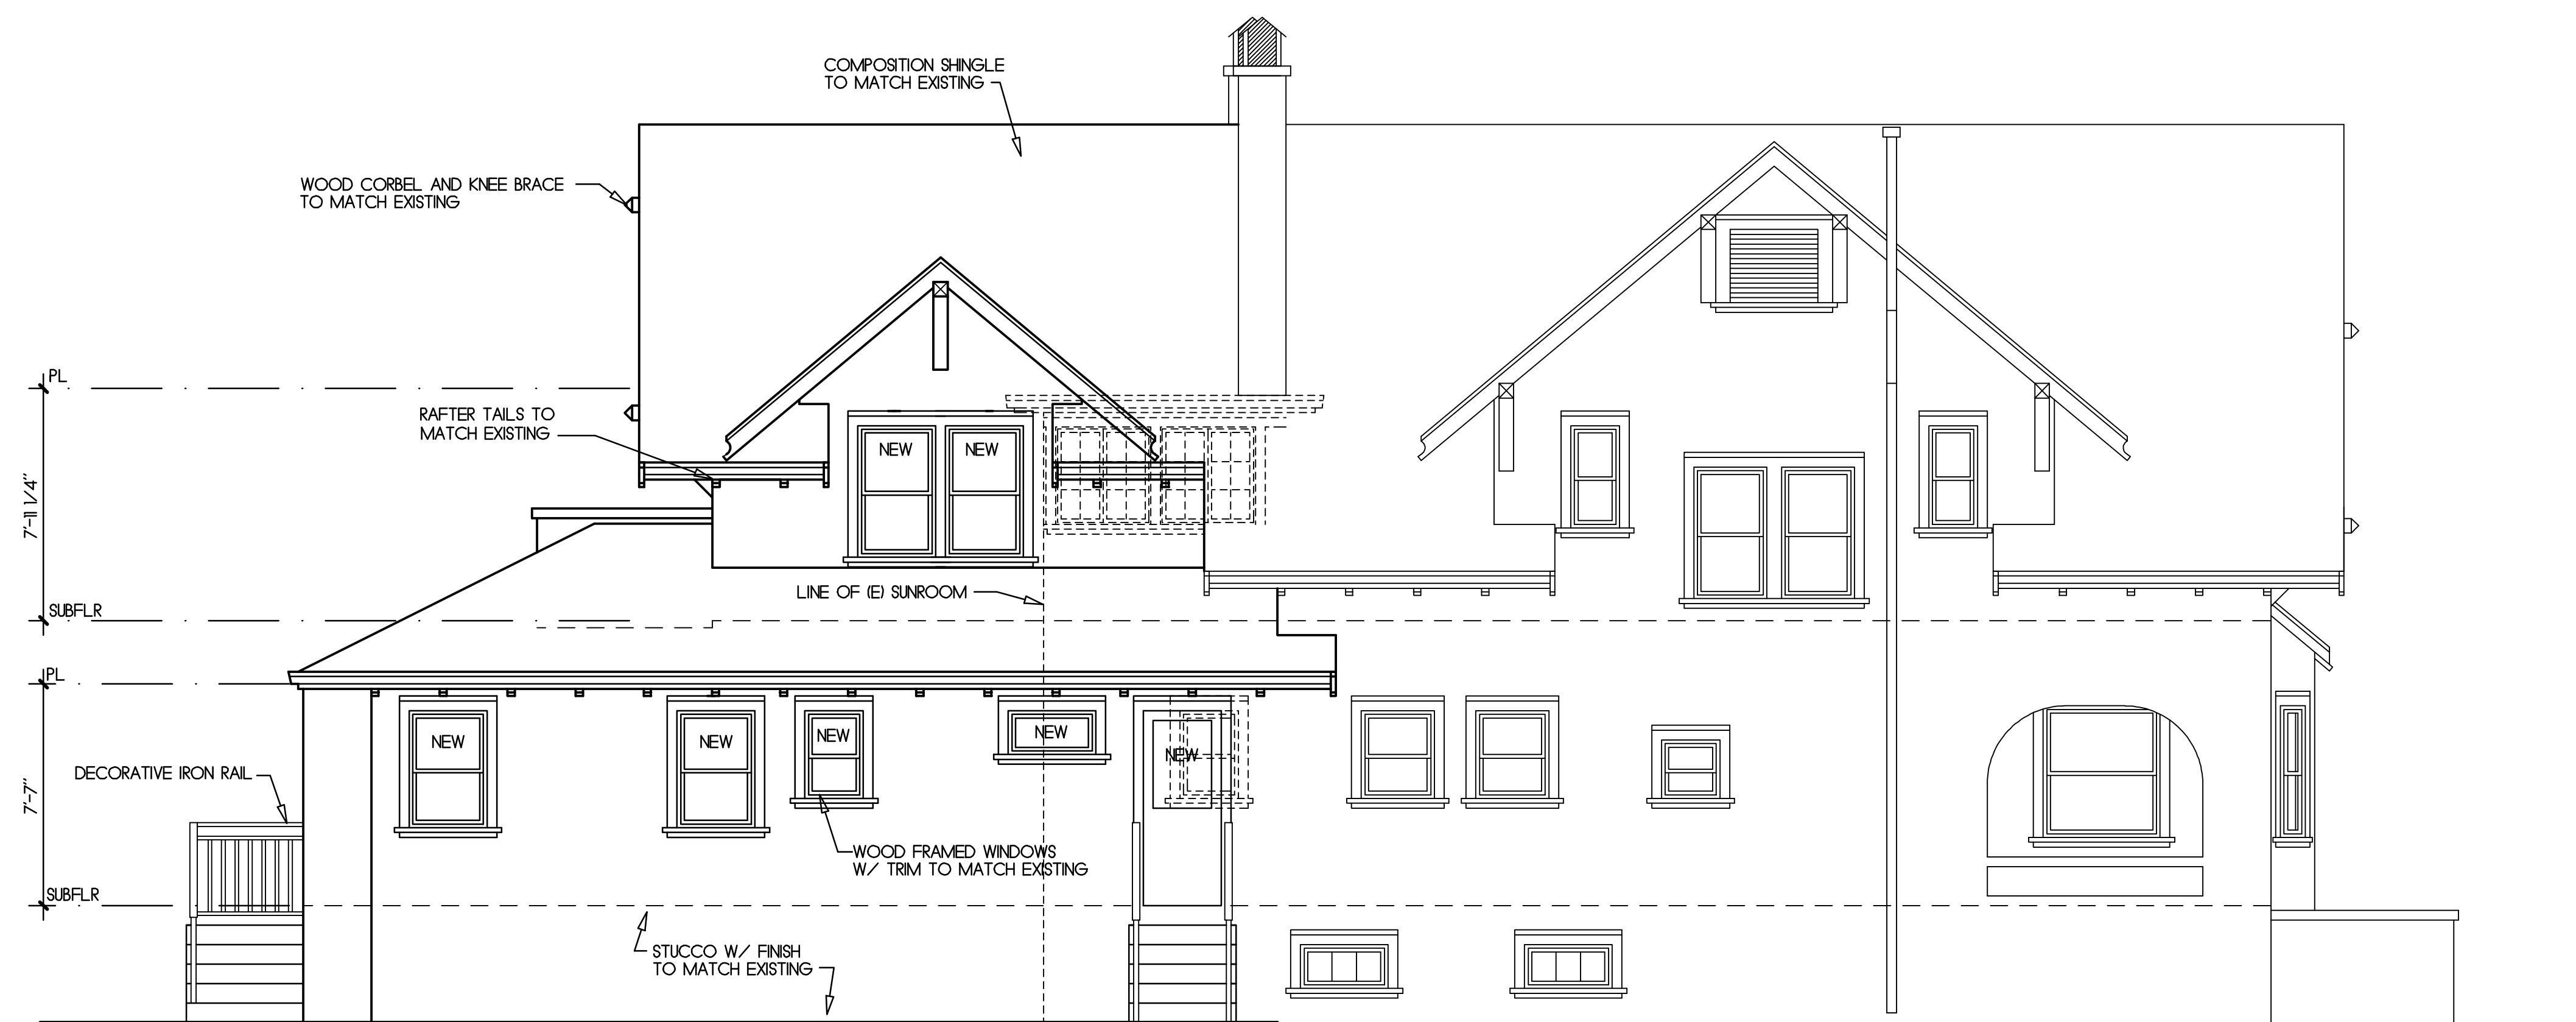 COMPOSITION SHINGLE
TO MATCH EXISTING
WOOD CORBEL AND KNEE BRACE
TO MATCH EXISTING
PL
RAFTER TAILS TO
MATCH EXISTING
NEW NEW
7'-11 1/4"
LINE OF (E) SUNROOM
SUBFLR
PL
NEW NEW NEW NEW NEW
DECORATIVE IRON RAIL
7'-7"
WOOD FRAMED WINDOWS
W/ TRIM TO MATCH EXISTING
SUBFLR
STUCCO W/ FINISH
TO MATCH EXISTING